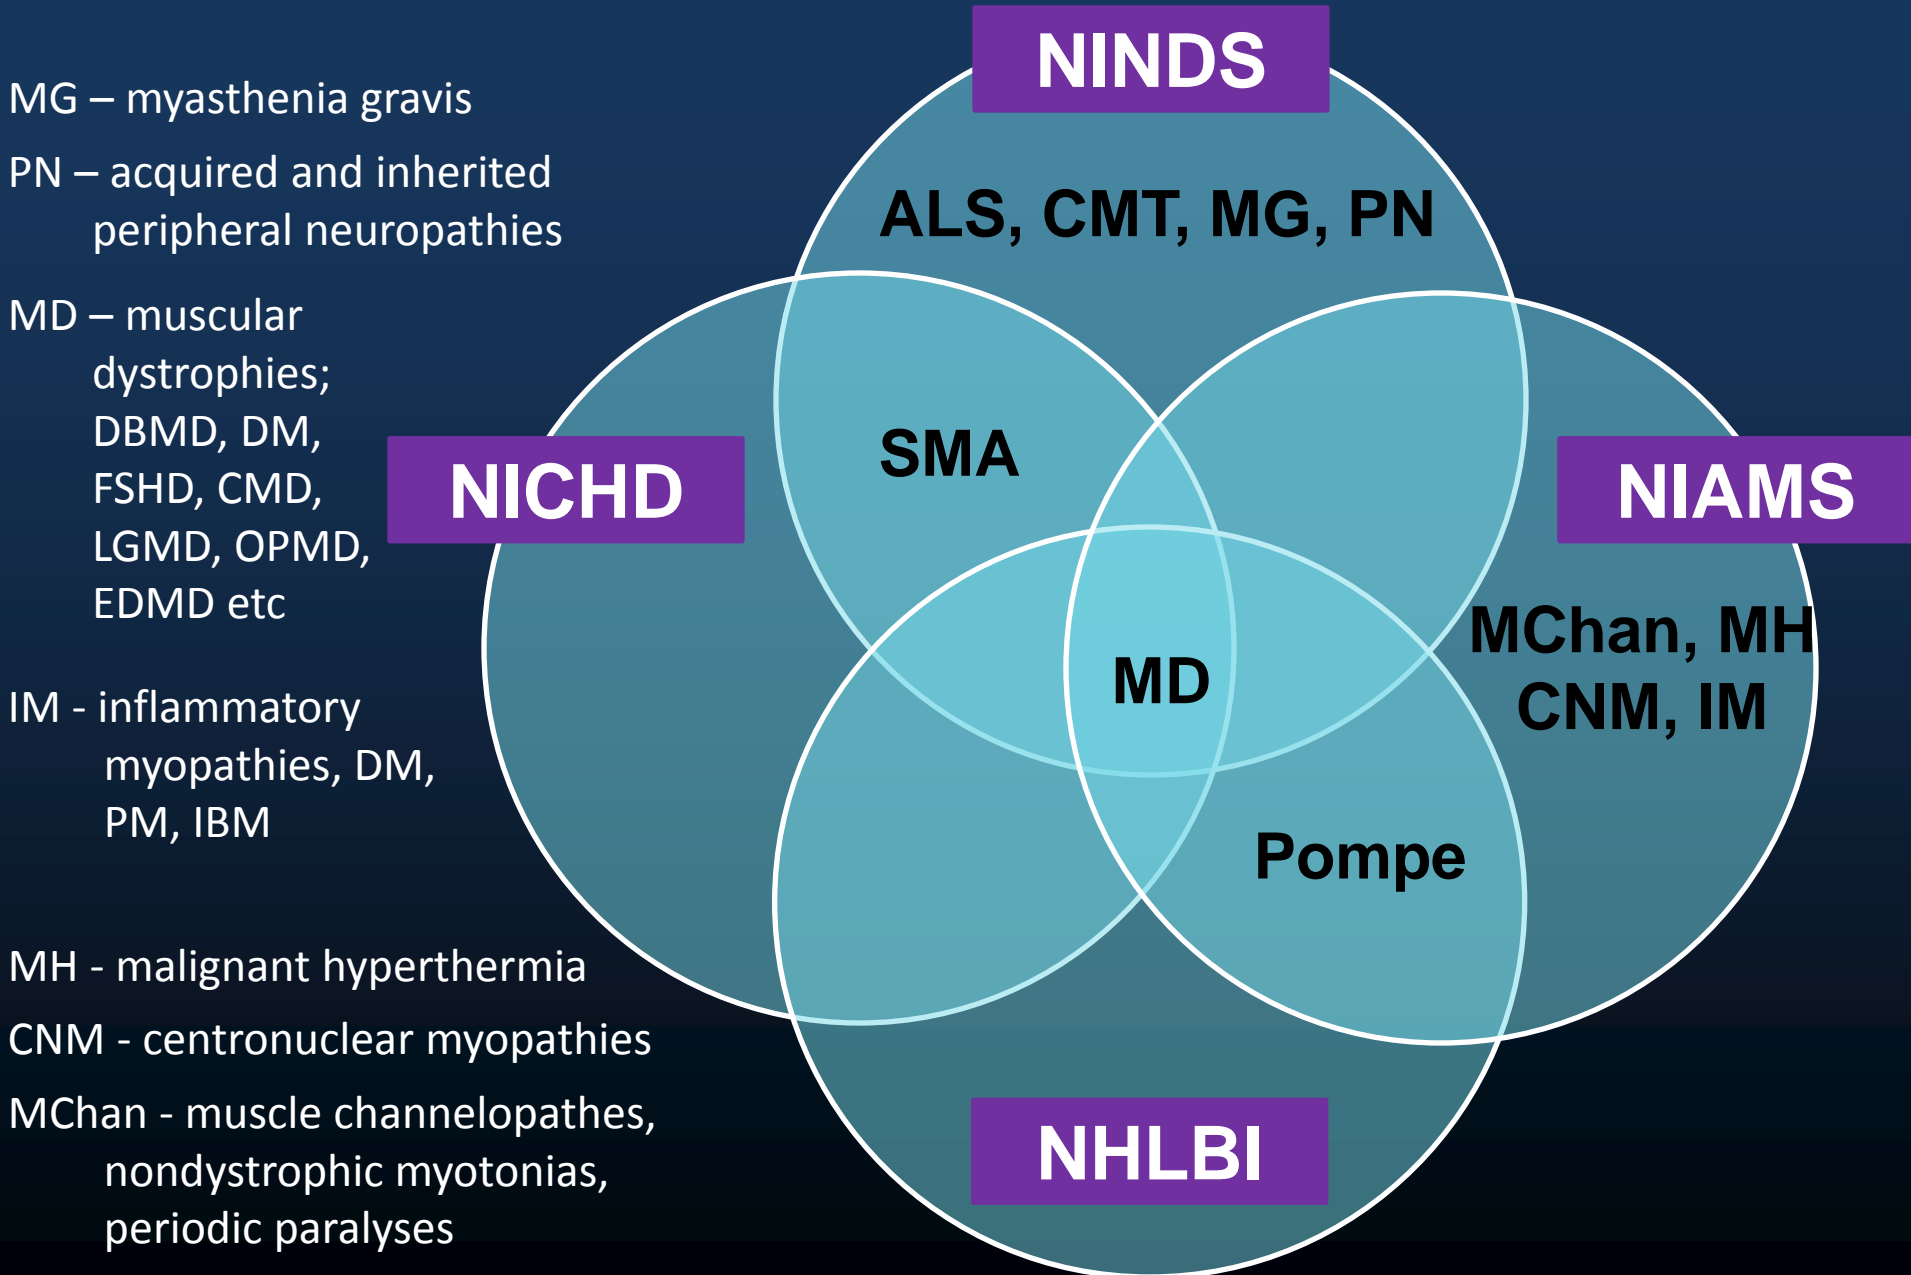 MG – myasthenia gravis
PN – acquired and inherited
peripheral neuropathies
MD – muscular
dystrophies;
DBMD, DM,
FSHD, CMD,
LGMD, OPMD,
EDMD etc
IM - inflammatory
myopathies, DM,
PM, IBM
MH - malignant hyperthermia
CNM - centronuclear myopathies
MChan - muscle channelopathes,
nondystrophic myotonias,
periodic paralyses
NINDS
ALS, CMT, MG, PN
NICHD
SMA
NIAMS
MChan, MH
CNM, IM
MD
Pompe
NHLBI